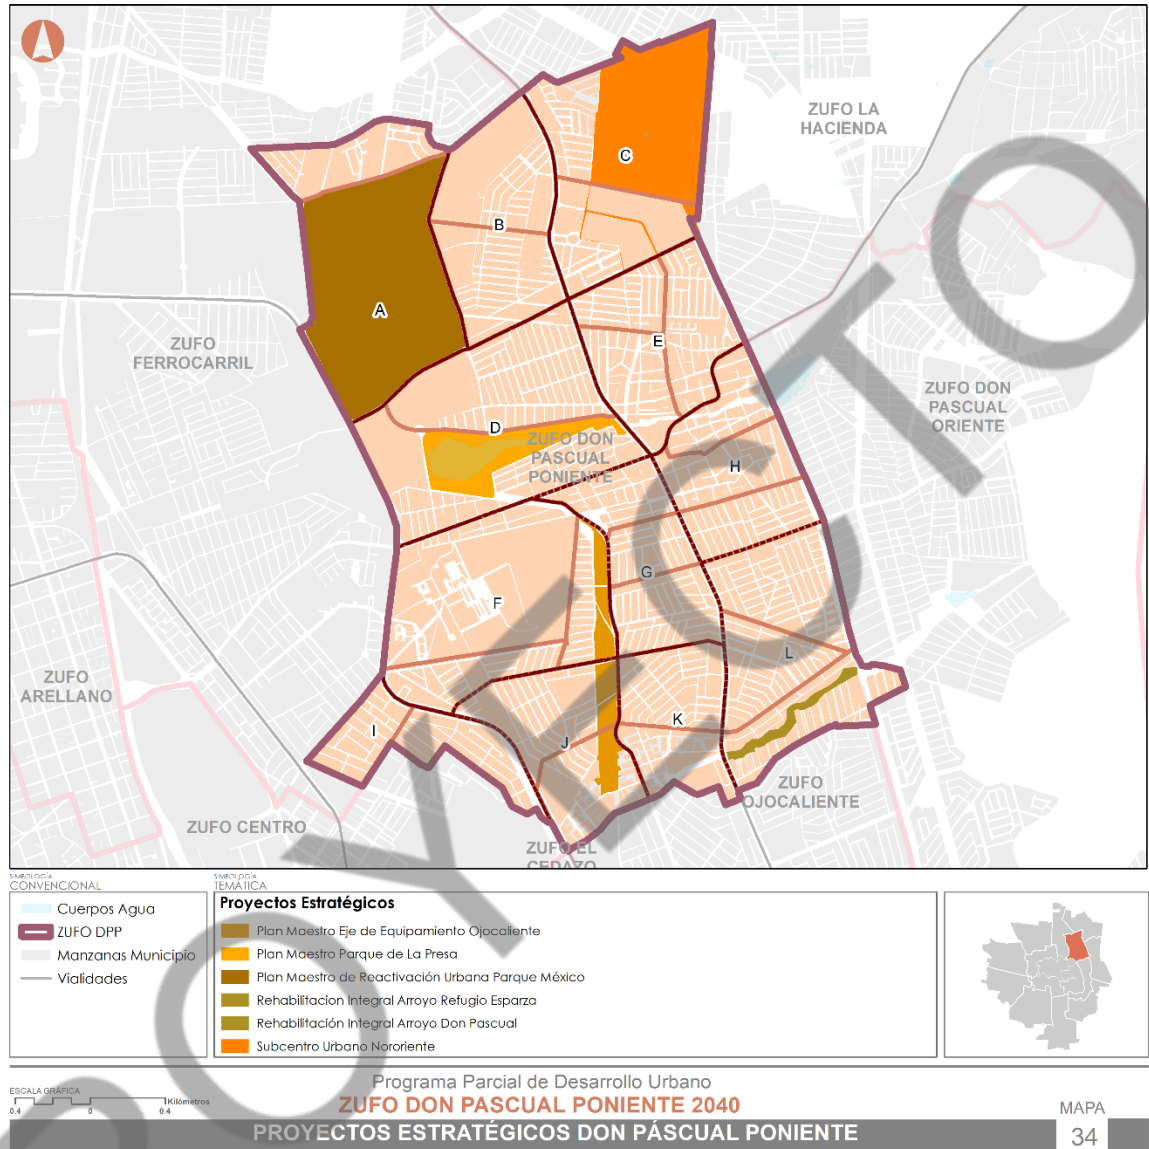 ZUFO LA
HACIENDA
C
B
A
ZUFO
FERROCARRIL
E
ZUFO DON
PASCUAL
ORIENTE
D
ZUFO DON
PASCUAL
PONIENTE
H
G
F
ZUFO
ARELLANO
L
I
J
K
ZUFO
OJOCALIENTE
ZUFO CENTRO
ZUFO EL
CEDAZO
PROYECTO
SIMBOLOGÍA
CONVENCIONAL
Cuerpos Agua
ZUFO DPP
Manzanas Municipio
Vialidades
SIMBOLOGÍA
TEMATICA
Proyectos Estratégicos
Plan Maestro Eje de Equipamiento Ojocaliente
Plan Maestro Parque de La Presa
Plan Maestro de Reactivación Urbana Parque México
Rehabilitacion Integral Arroyo Refugio Esparza
Rehabilitación Integral Arroyo Don Pascual
Subcentro Urbano Nororiente
ESCALA GRÁFICA
Kilómetros
0.4 0 0.4
Programa Parcial de Desarrollo Urbano
ZUFO DON PASCUAL PONIENTE 2040
PROYECTOS ESTRATÉGICOS DON PÁSCUAL PONIENTE
MAPA
34